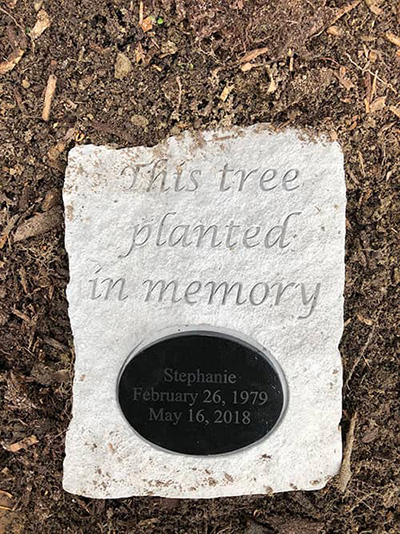 This tree
planted
in memory
Stephanie
February 26, 1979
May 16, 2018